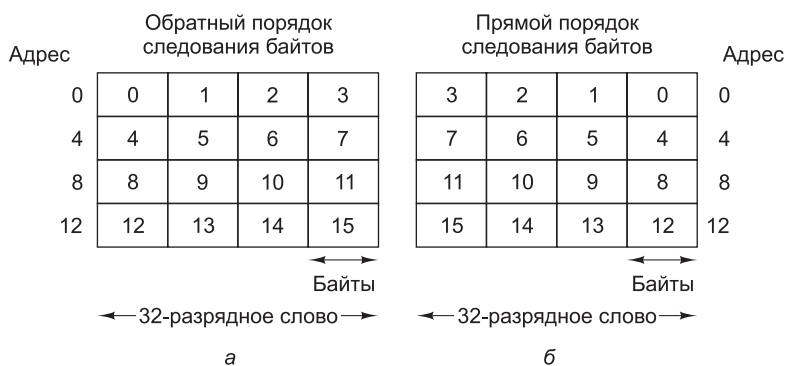 Обратный порядок
следования байтов
Прямой порядок
следования байтов
Адрес
Адрес
0 0 1 2 3 3 2 1 0 0
4 4 5 6 7 7 6 5 4 4
8 8 9 10 11 11 10 9 8 8
12 12 13 14 15 15 14 13 12 12
Байты Байты
32-разрядное слово 32-разрядное слово
а б